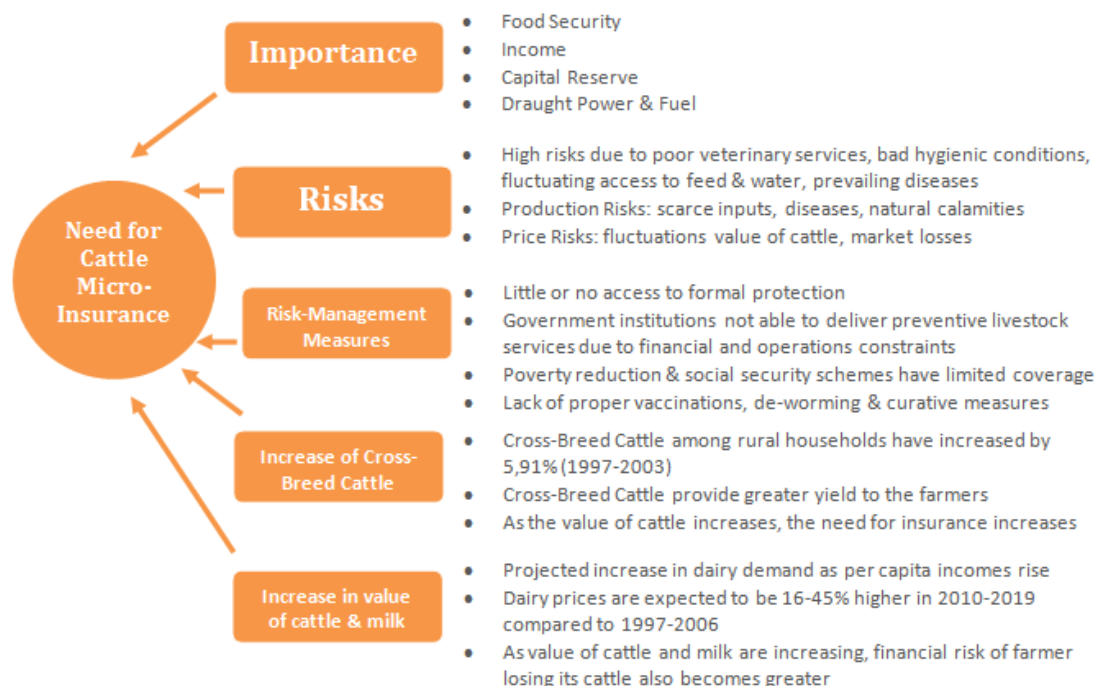 Importance
• Food Security
• Income
• Capital Reserve
• Draught Power & Fuel
Risks
• High risks due to poor veterinary services, bad hygienic conditions,
fluctuating access to feed & water, prevailing diseases
• Production Risks: scarce inputs, diseases, natural calamities
• Price Risks: fluctuations value of cattle, market losses
Need for
Cattle
Micro-
Insurance
Risk-Management
Measures
• Little or no access to formal protection
• Government institutions not able to deliver preventive livestock
services due to financial and operations constraints
• Poverty reduction & social security schemes have limited coverage
• Lack of proper vaccinations, de-worming & curative measures
Increase of Cross-
Breed Cattle
• Cross-Breed Cattle among rural households have increased by
5,91% (1997-2003)
• Cross-Breed Cattle provide greater yield to the farmers
• As the value of cattle increases, the need for insurance increases
Increase in value
of cattle & milk
• Projected increase in dairy demand as per capita incomes rise
• Dairy prices are expected to be 16-45% higher in 2010-2019
compared to 1997-2006
• As value of cattle and milk are increasing, financial risk of farmer
losing its cattle also becomes greater